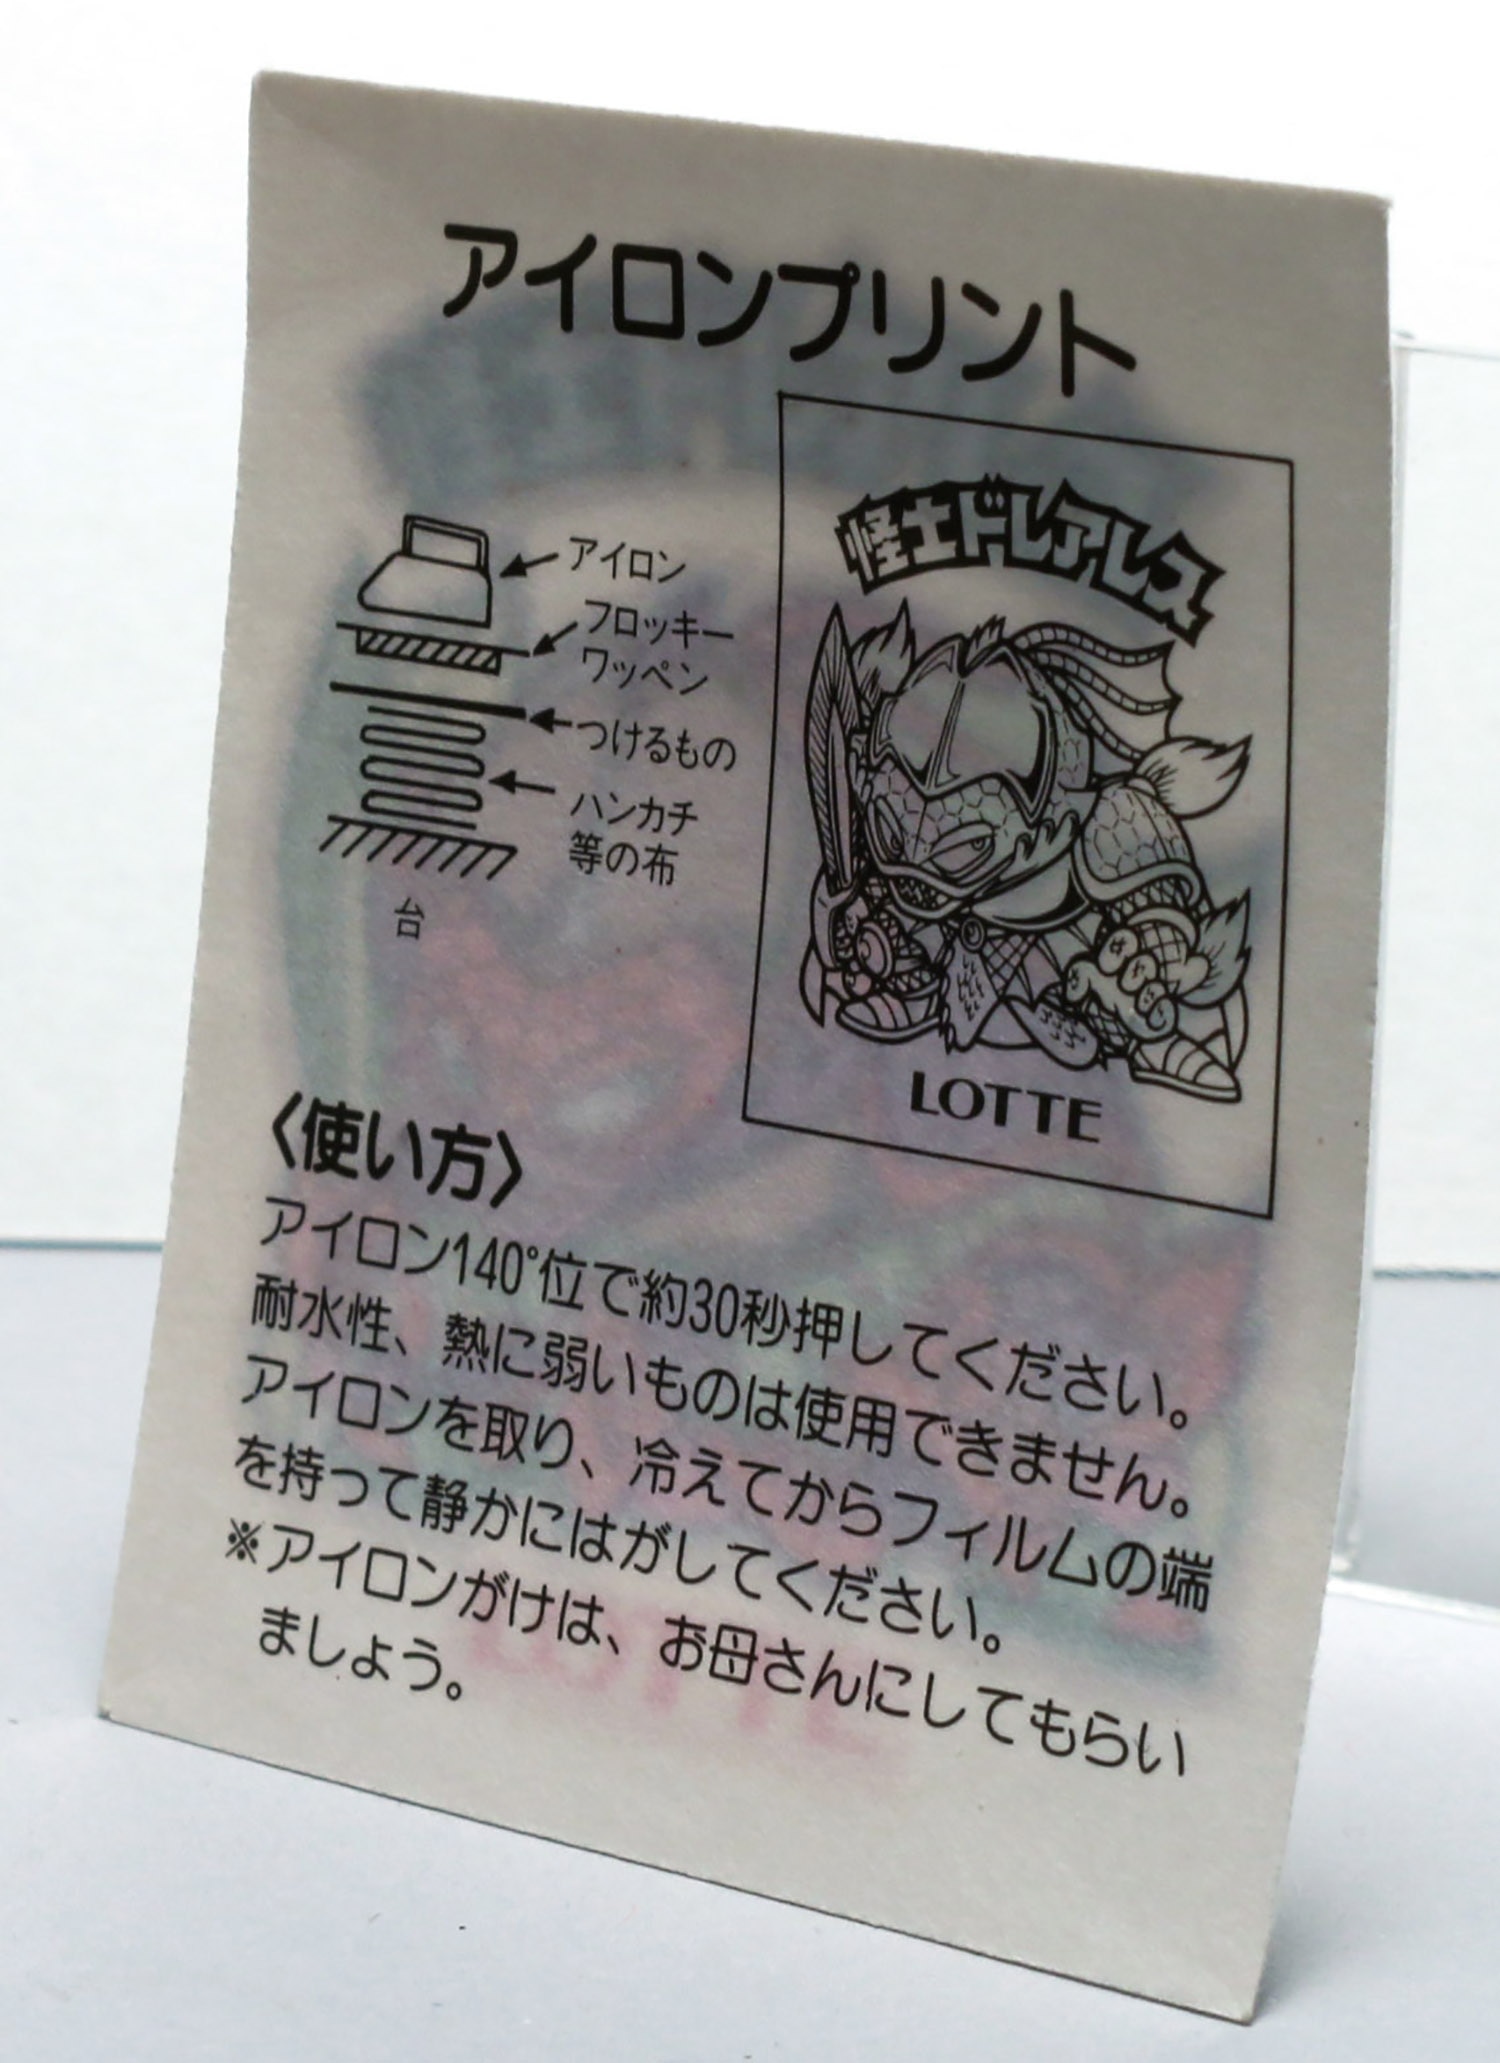 アイロンプリント
アイロン
フロッキー
ワッペン
つけるもの
ハンカチ
等の布
台
怪士ドレアレス
LOTTE
〈使い方〉
アイロン140°位で約30秒押してください。
耐水性、熱に弱いものは使用できません。
アイロンを取り、冷えてからフィルムの端
を持って静かにはがしてください。
※アイロンがけは、お母さんにしてもらい
ましょう。